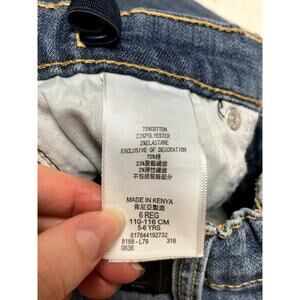 75%COTTON
23%POLYESTER
2%ELASTANE
EXCLUSIVE OF DECORATION
75%棉
23%聚酯纖維
2%彈性纖維
不包括裝飾部分
MADE IN KENYA
肯尼亞製造
6 REG
110-116 CM
5-6 YRS
617844192732
8188 - L79 318
0636